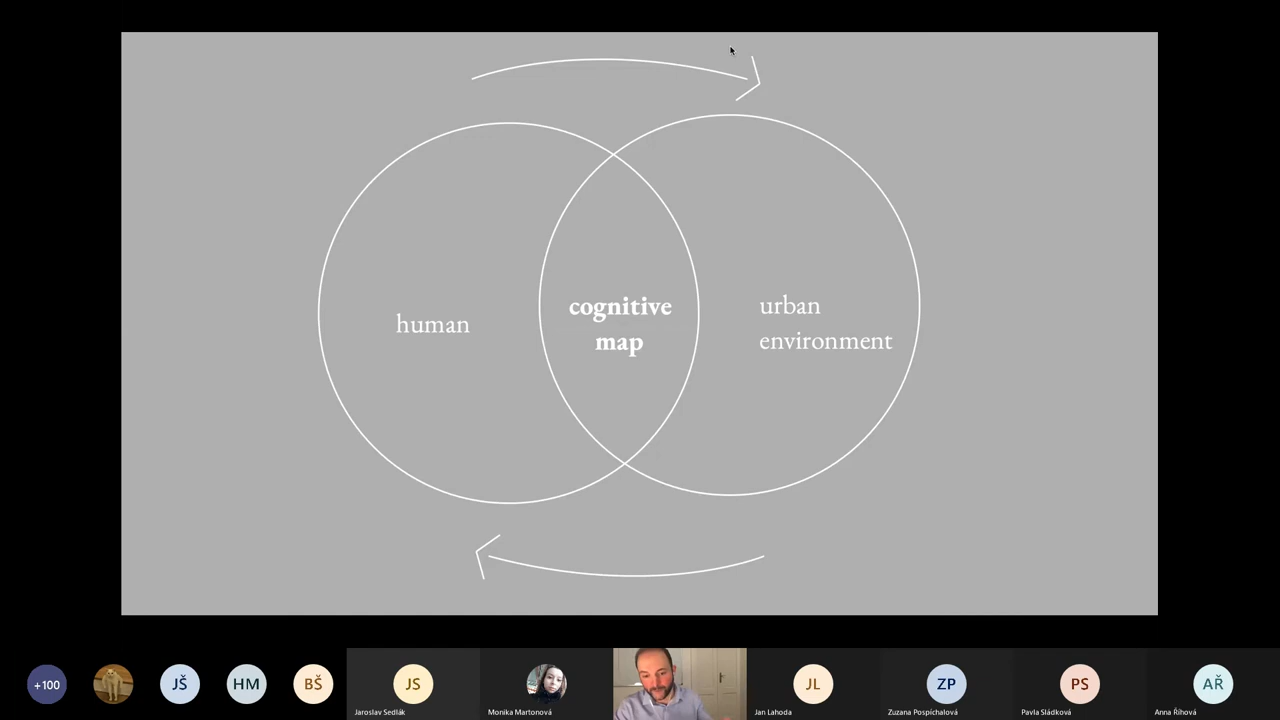 human
cognitive
map
urban
environment
+100
JŠ
HM
BŠ
JS
Jaroslav Sedlák
Monika Martonová
JL
Jan Lahoda
ZP
Zuzana Pospíchalová
PS
Pavla Sládková
AŘ
Anna Říhová